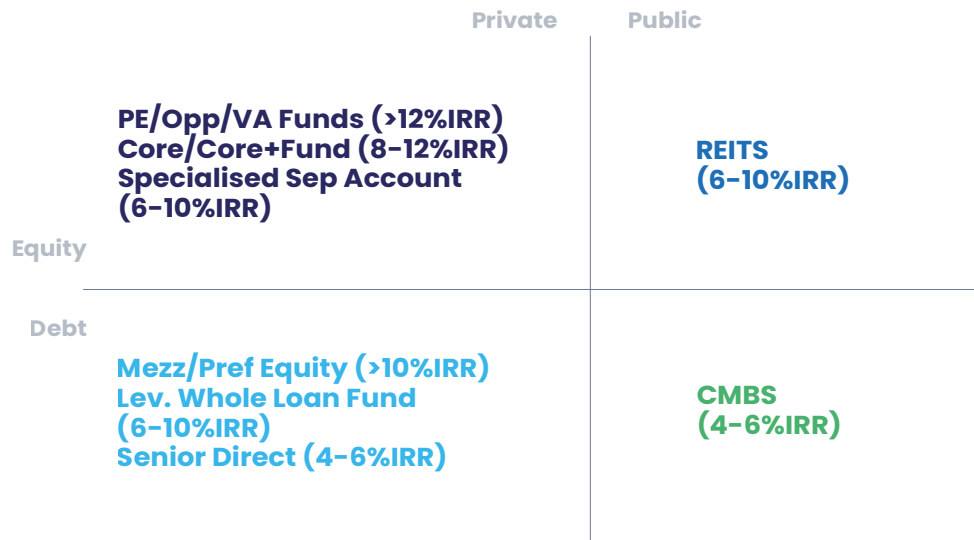 Private
Public
PE/Opp/VA Funds (>12%IRR)
Core/Core+Fund (8-12%IRR)
Specialised Sep Account
(6-10%IRR)
REITS
(6-10%IRR)
Equity
Debt
Mezz/Pref Equity (>10%IRR)
Lev. Whole Loan Fund
(6-10%IRR)
Senior Direct (4-6%IRR)
CMBS
(4-6%IRR)